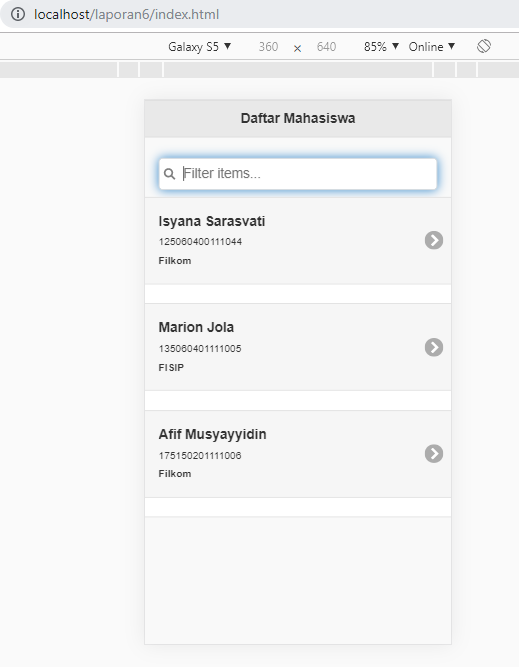 localhost/laporan6/index.html
Galaxy S5 ▼ 360 × 640 85% ▼ Online ▼
Daftar Mahasiswa
Filter items...
Isyana Sarasvati
125060400111044
Filkom
Marion Jola
135060401111005
FISIP
Afif Musyayyidin
175150201111006
Filkom